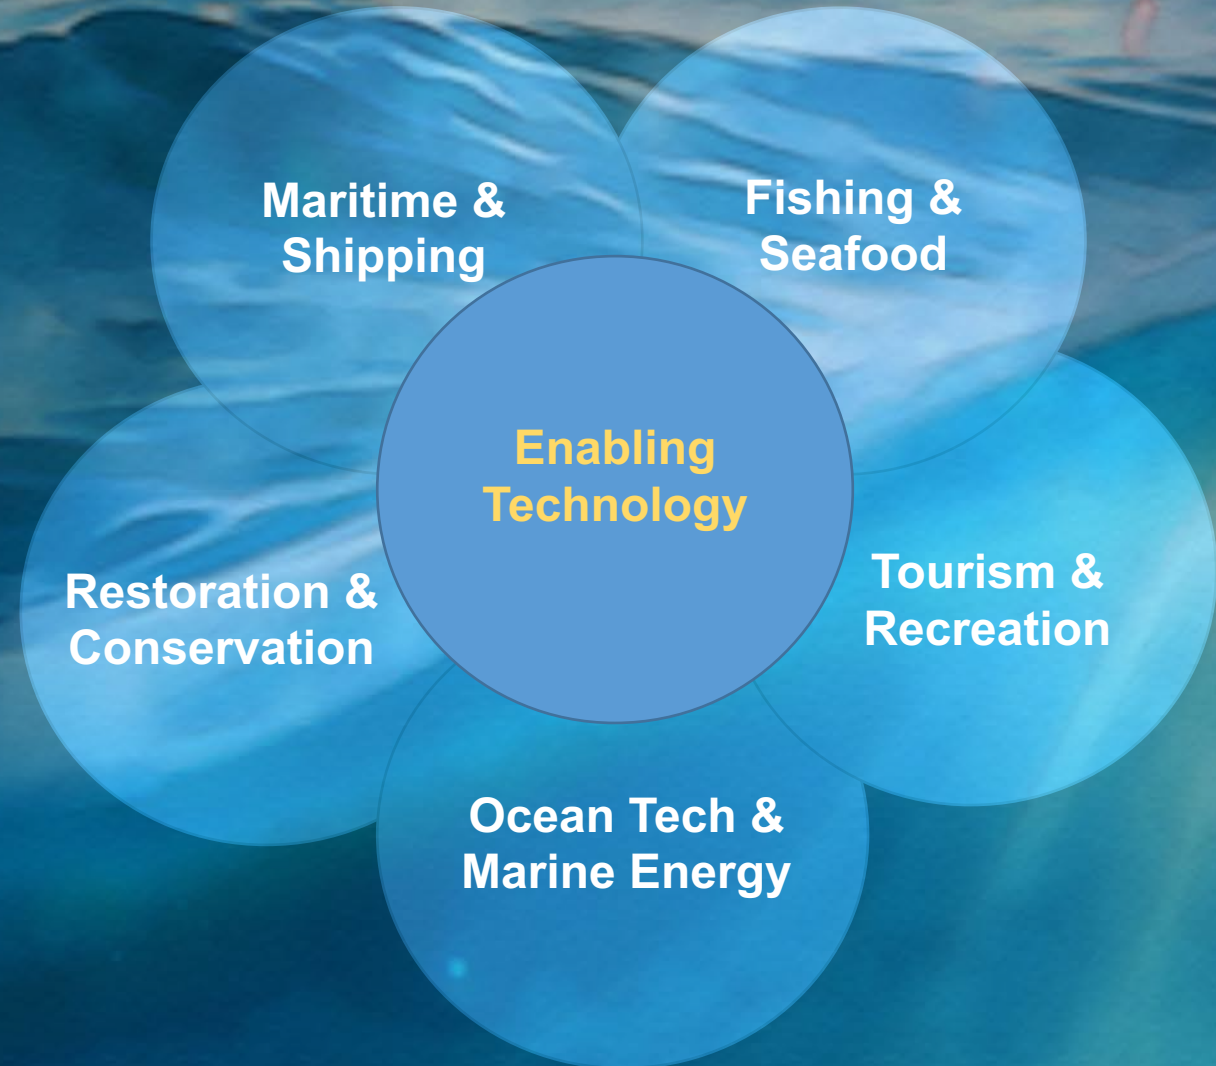 Maritime &
Shipping
Fishing &
Seafood
Enabling
Technology
Restoration &
Conservation
Tourism &
Recreation
Ocean Tech &
Marine Energy